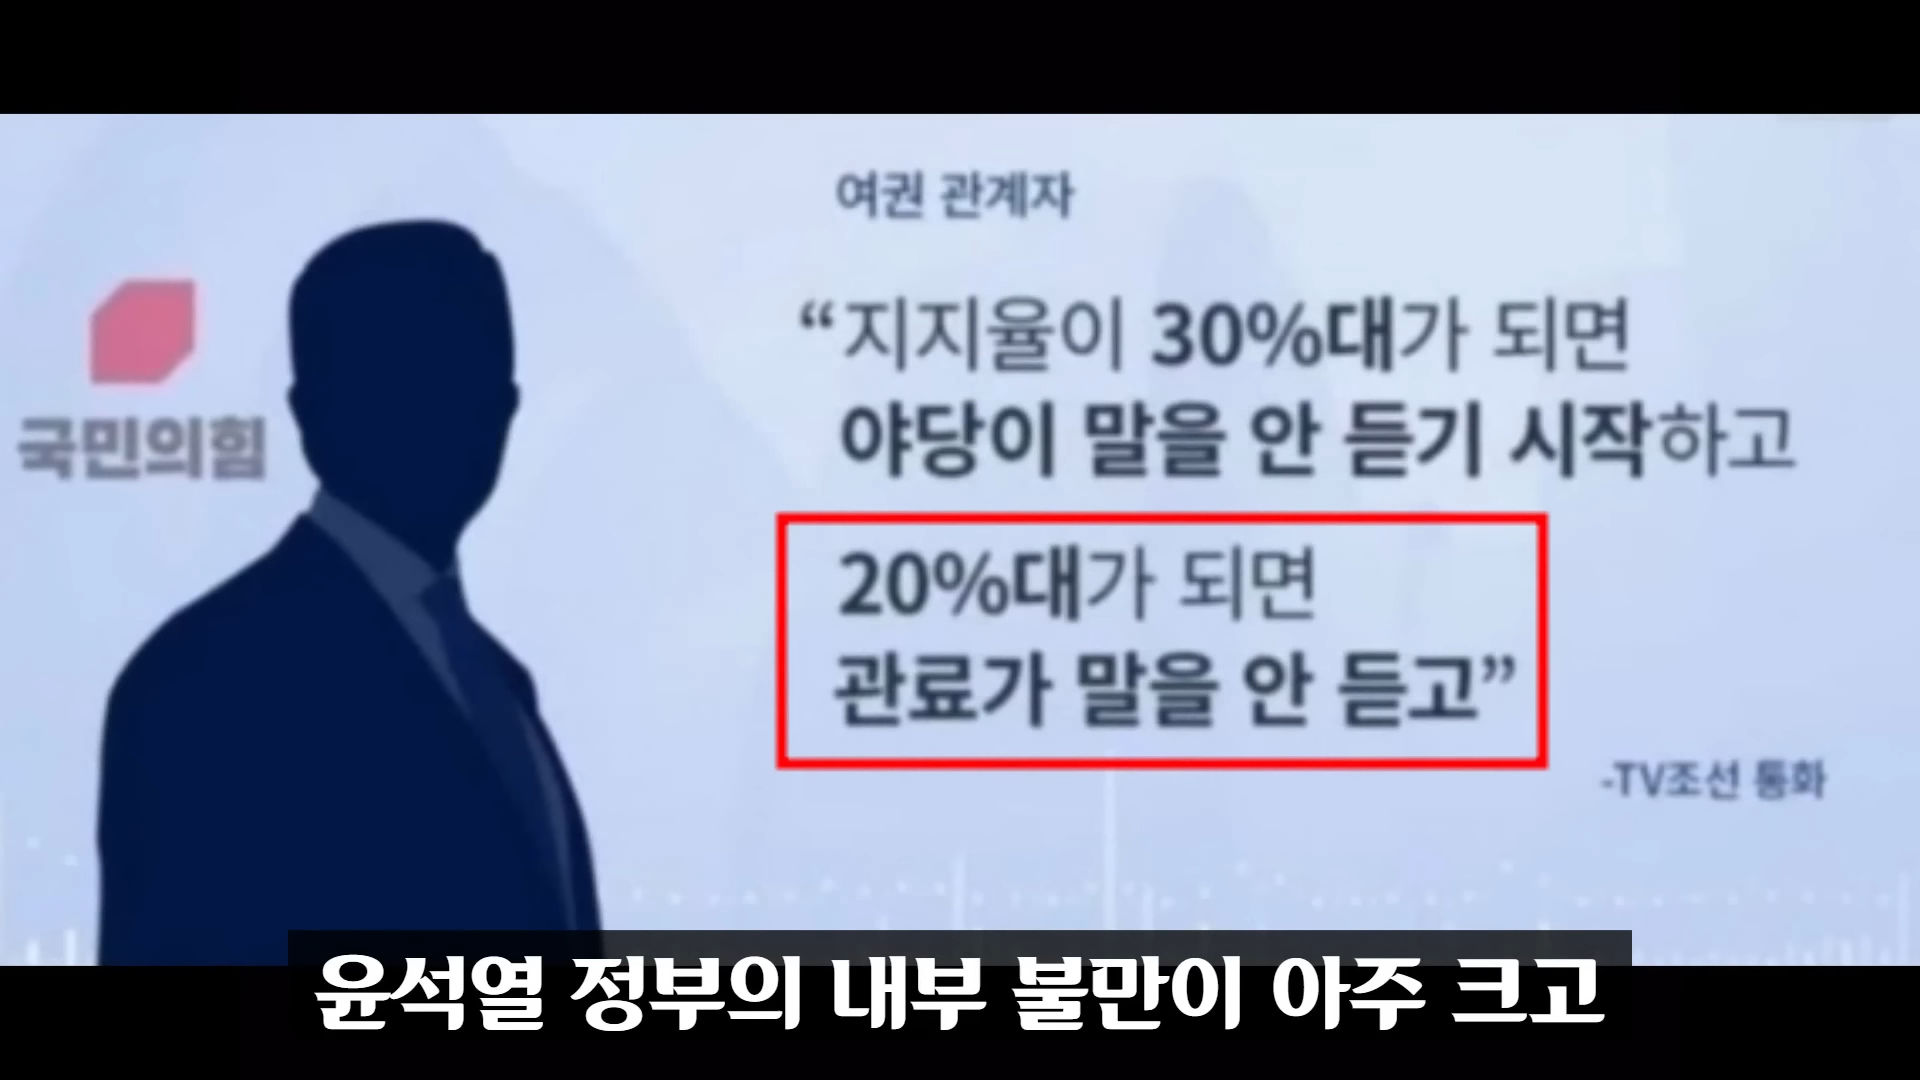 여권 관계자
“지지율이 30%대가 되면
야당이 말을 안 듣기 시작하고
20%대가 되면
관료가 말을 안 듣고”
-TV조선 통화
국민의힘
윤석열 정부의 내부 불만이 아주 크고